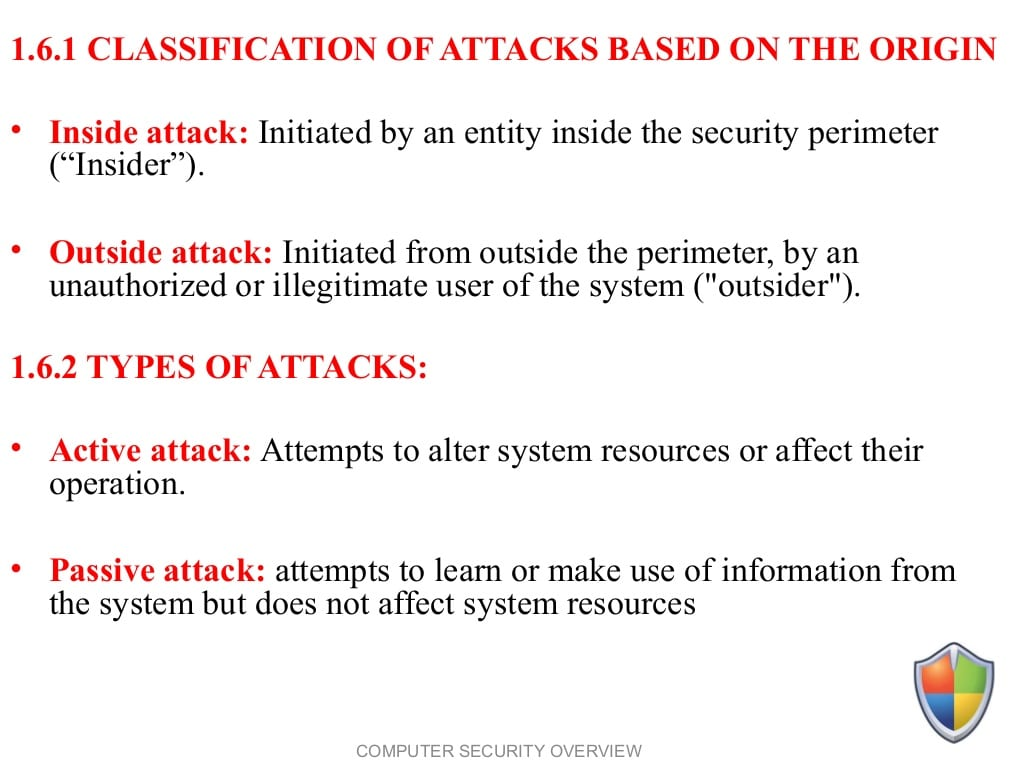 1.6.1 CLASSIFICATION OF ATTACKS BASED ON THE ORIGIN
• Inside attack: Initiated by an entity inside the security perimeter
(“Insider”).
• Outside attack: Initiated from outside the perimeter, by an
unauthorized or illegitimate user of the system ("outsider").
1.6.2 TYPES OF ATTACKS:
• Active attack: Attempts to alter system resources or affect their
operation.
• Passive attack: attempts to learn or make use of information from
the system but does not affect system resources
COMPUTER SECURITY OVERVIEW